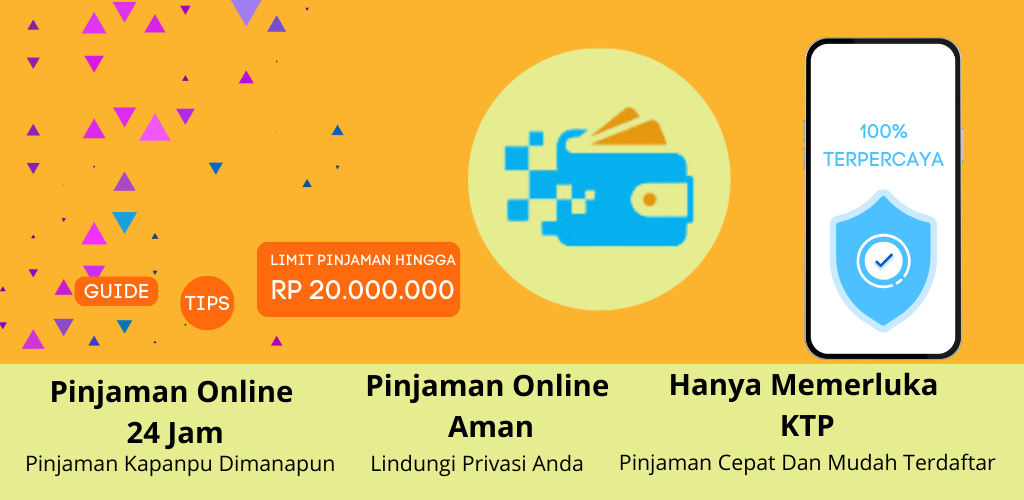 100%
TERPERCAYA
LIMIT PINJAMAN HINGGA
RP 20.000.000
GUIDE
TIPS
Pinjaman Online
24 Jam
Pinjaman Kapanpu Dimanapun
Pinjaman Online
Aman
Lindungi Privasi Anda
Hanya Memerluka
KTP
Pinjaman Cepat Dan Mudah Terdaftar